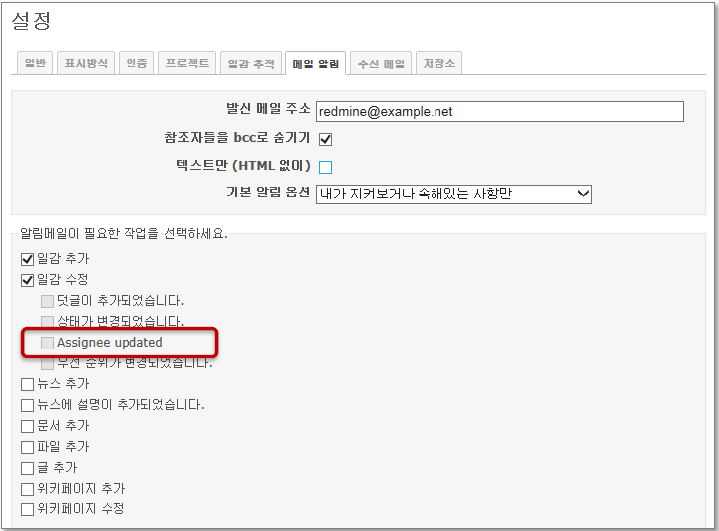 설정
일반 표시방식 인증 프로젝트 일감 추적 메일 알림 수신 메일 저장소
발신 메일 주소 redmine@example.net
참조자들을 bcc로 숨기기
텍스트만 (HTML 없이)
기본 알림 옵션 내가 지켜보거나 속해있는 사항만
알림메일이 필요한 작업을 선택하세요.
일감 추가
일감 수정
덧글이 추가되었습니다.
상태가 변경되었습니다.
Assignee updated
우선 순위가 변경되었습니다.
뉴스 추가
뉴스에 설명이 추가되었습니다.
문서 추가
파일 추가
글 추가
위키페이지 추가
위키페이지 수정